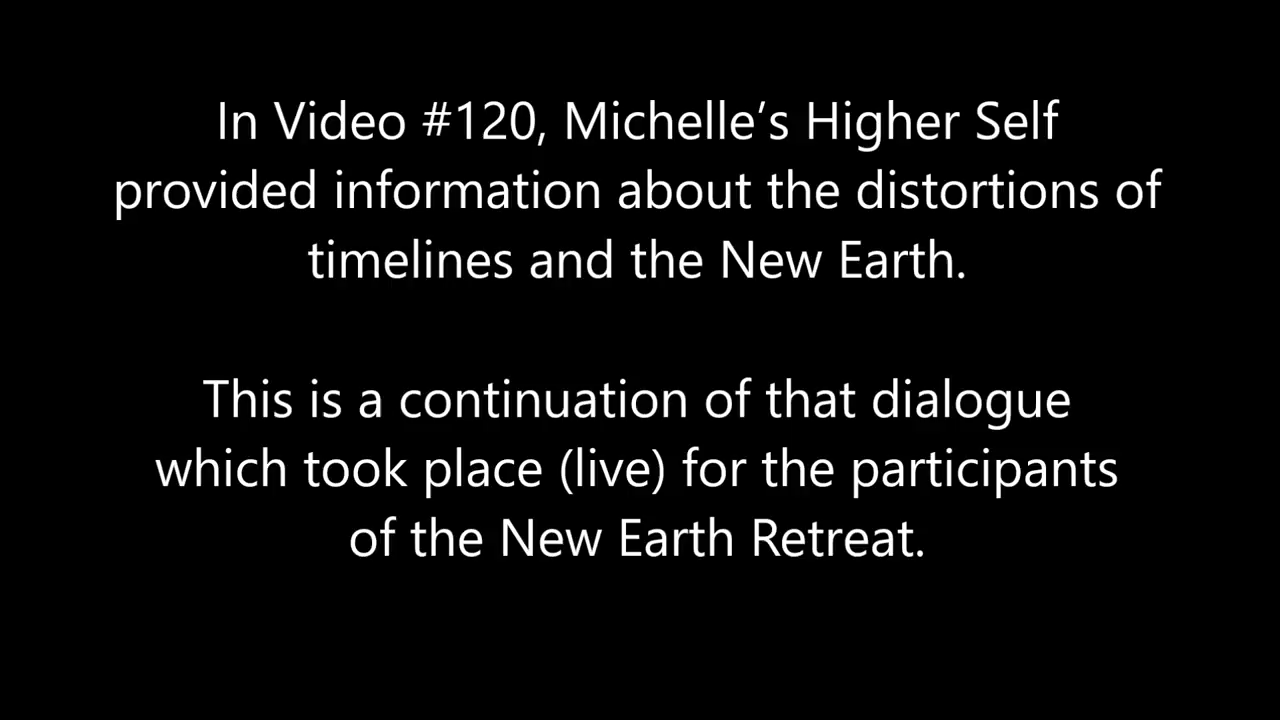 In Video #120, Michelle’s Higher Self
provided information about the distortions of
timelines and the New Earth.
This is a continuation of that dialogue
which took place (live) for the participants
of the New Earth Retreat.